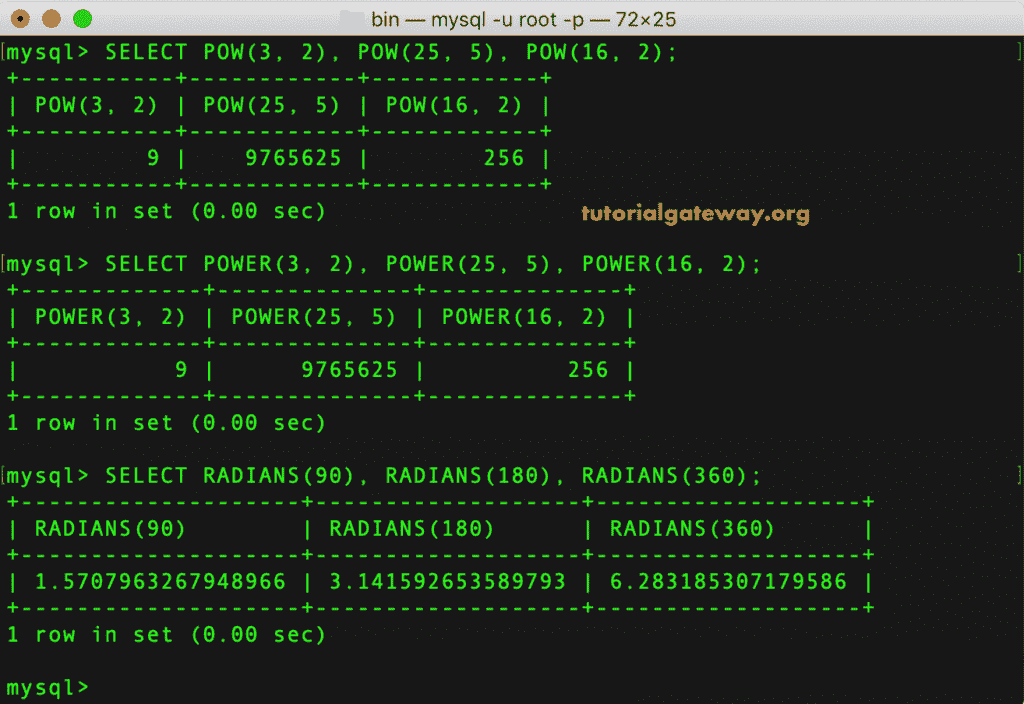 bin — mysql -u root -p — 72×25
[mysql> SELECT POW(3, 2), POW(25, 5), POW(16, 2); ]
+-----------+------------+------------+
| POW(3, 2) | POW(25, 5) | POW(16, 2) |
+-----------+------------+------------+
|         9 |    9765625 |        256 |
+-----------+------------+------------+
1 row in set (0.00 sec)
tutorialgateway.org
[mysql> SELECT POWER(3, 2), POWER(25, 5), POWER(16, 2); ]
+-------------+--------------+--------------+
| POWER(3, 2) | POWER(25, 5) | POWER(16, 2) |
+-------------+--------------+--------------+
|           9 |      9765625 |          256 |
+-------------+--------------+--------------+
1 row in set (0.00 sec)
[mysql> SELECT RADIANS(90), RADIANS(180), RADIANS(360); ]
+--------------------+-------------------+-------------------+
| RADIANS(90)        | RADIANS(180)      | RADIANS(360)      |
+--------------------+-------------------+-------------------+
| 1.5707963267948966 | 3.141592653589793 | 6.283185307179586 |
+--------------------+-------------------+-------------------+
1 row in set (0.00 sec)
mysql>